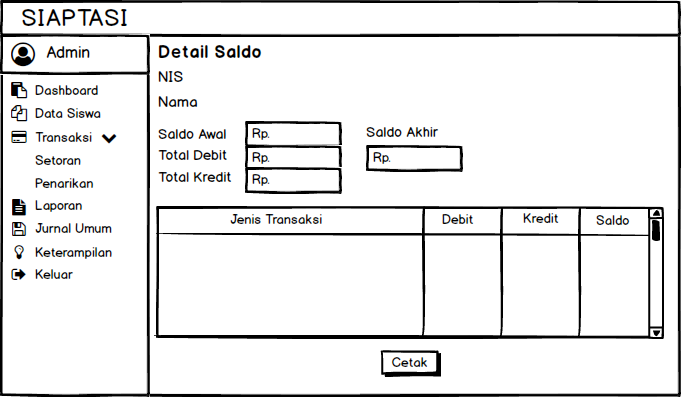 SIAPTASI
Admin
Dashboard
Data Siswa
Transaksi
Setoran
Penarikan
Laporan
Jurnal Umum
Keterampilan
Keluar
Detail Saldo
NIS
Nama
Saldo Awal Rp.
Total Debit Rp.
Total Kredit Rp.
Saldo Akhir
Rp.
Jenis Transaksi Debit Kredit Saldo
Cetak